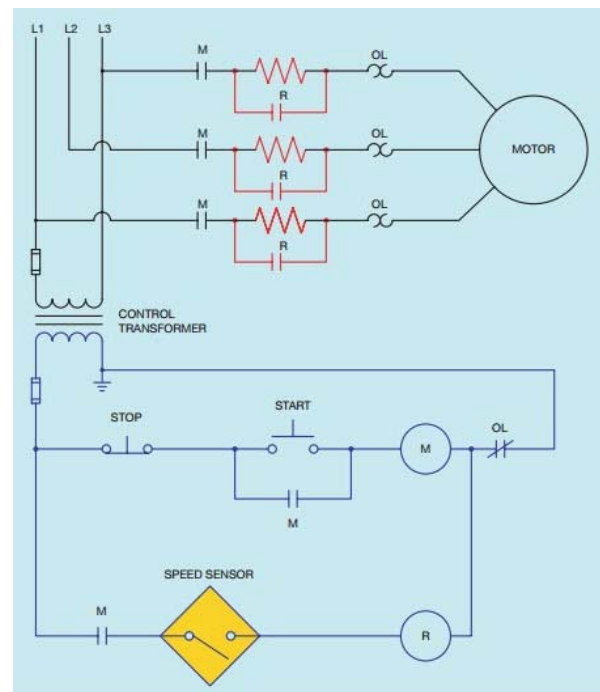 L1 L2 L3
M
OL
R
M
OL
R
MOTOR
M
OL
R
CONTROL
TRANSFORMER
STOP
START
OL
M
M
SPEED SENSOR
M
R